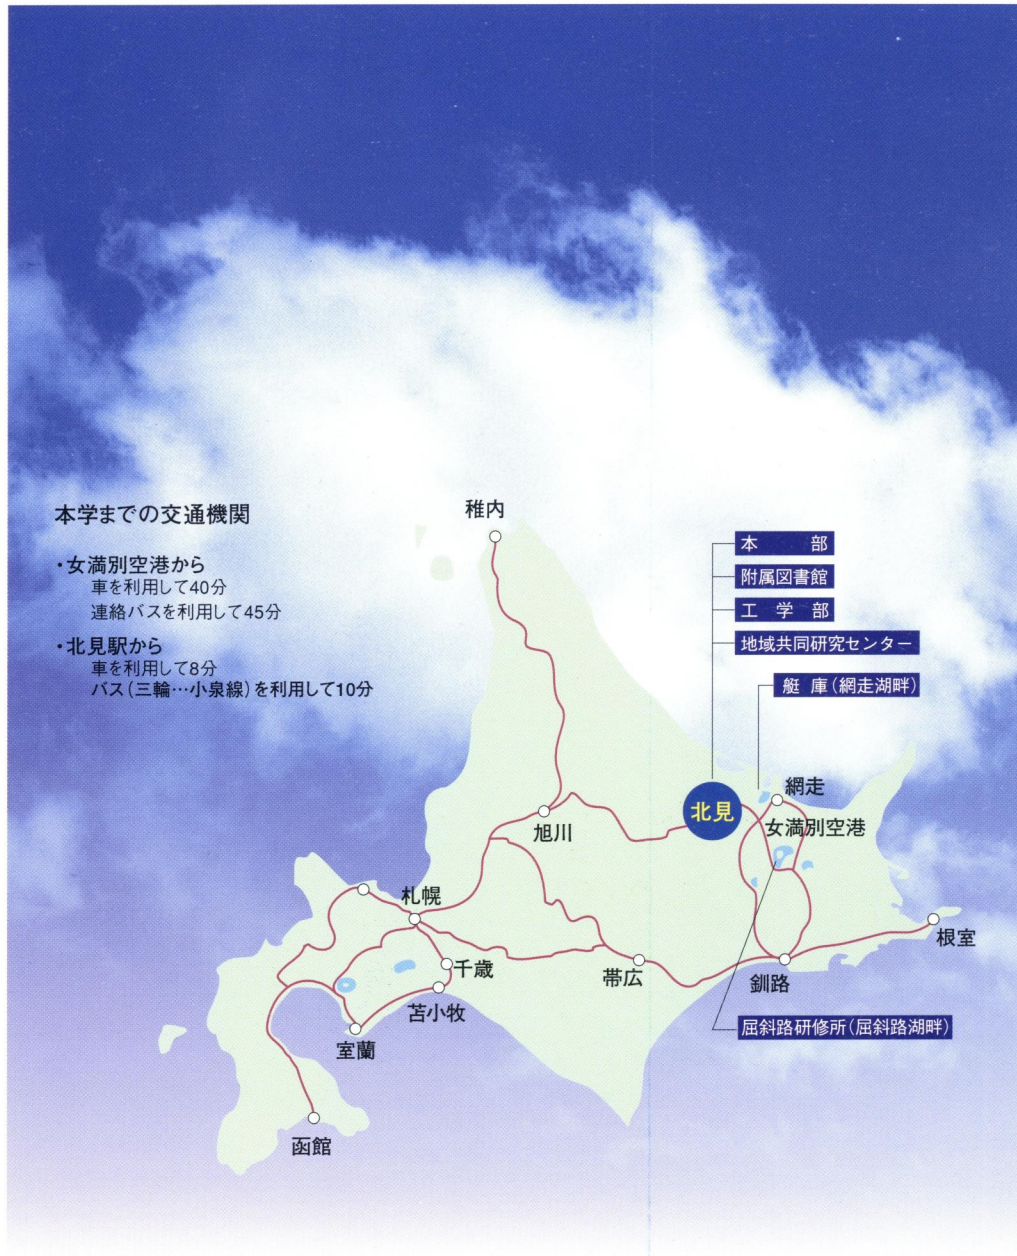 本学までの交通機関
・女満別空港から
車を利用して40分
連絡バスを利用して45分
・北見駅から
車を利用して8分
バス(三輪…小泉線)を利用して10分
稚内
本 部
附属図書館
工 学 部
地域共同研究センター
艇 庫(網走湖畔)
網走
北見
女満別空港
旭川
札幌
根室
千歳
帯広
釧路
苫小牧
屈斜路研修所(屈斜路湖畔)
室蘭
函館